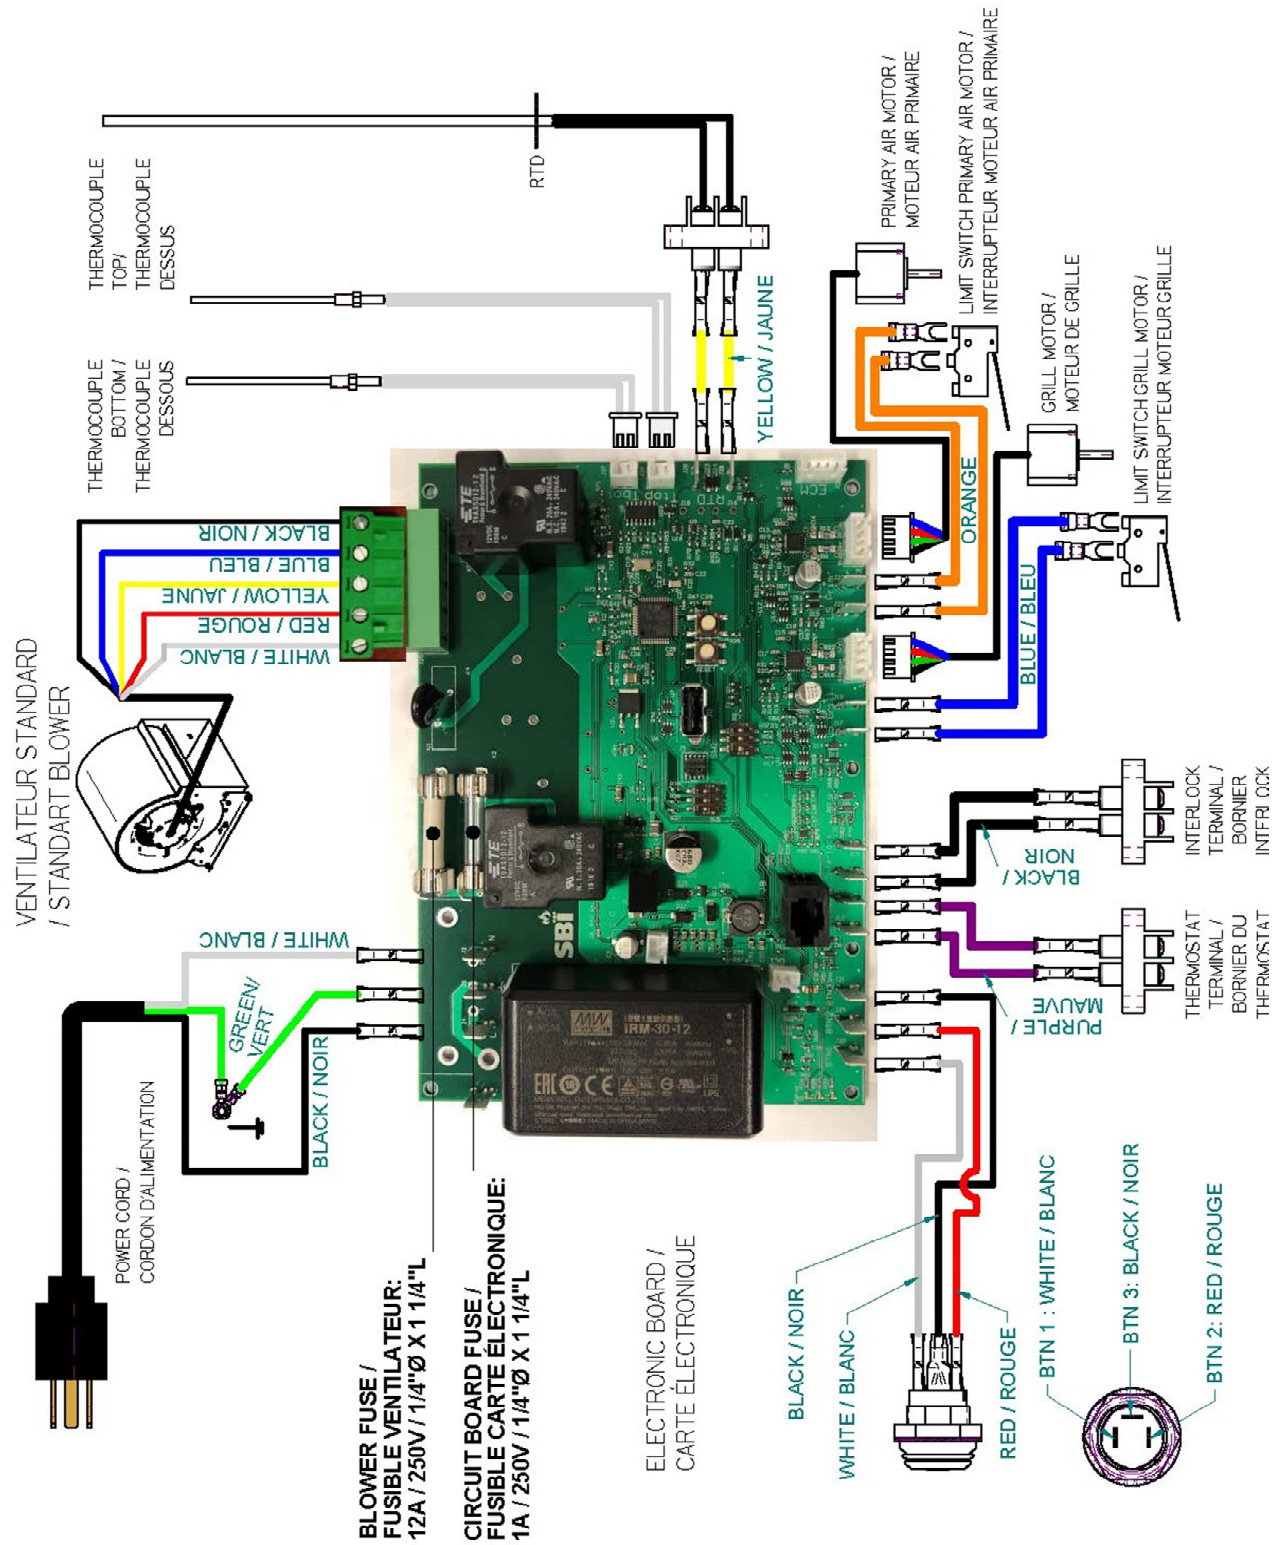 VENTILATEUR STANDARD
/ STANDART BLOWER
BLACK / NOIR
BLUE / BLEU
YELLOW / JAUNE
RED / ROUGE
WHITE / BLANC
THERMOCOUPLE
BOTTOM /
THERMOCOUPLE
DESSOUS
THERMOCOUPLE
TOP/
THERMOCOUPLE
DESSUS
RTD
YELLOW / JAUNE
PRIMARY AIR MOTOR /
MOTEUR AIR PRIMAIRE
LIMIT SWITCH PRIMARY AIR MOTOR /
INTERRUPTEUR MOTEUR AIR PRIMAIRE
ORANGE
GRILL MOTOR /
MOTEUR DE GRILLE
LIMIT SWITCH GRILL MOTOR /
INTERRUPTEUR MOTEUR GRILLE
BLUE / BLEU
INTERLOCK
TERMINAL /
BORNIER
INTERLOCK
BLACK /
NOIR
THERMOSTAT
TERMINAL /
BORNIER DU
THERMOSTAT
PURPLE /
MAUVE
POWER CORD /
CORDON D'ALIMENTATION
WHITE / BLANC
GREEN/
VERT
BLACK / NOIR
BLOWER FUSE /
FUSIBLE VENTILATEUR:
12A / 250V / 1/4"Ø X 1 1/4"L
CIRCUIT BOARD FUSE /
FUSIBLE CARTE ÉLECTRONIQUE:
1A / 250V / 1/4"Ø X 1 1/4"L
ELECTRONIC BOARD /
CARTE ÉLECTRONIQUE
BLACK / NOIR
WHITE / BLANC
RED / ROUGE
BTN 1 : WHITE / BLANC
BTN 3: BLACK / NOIR
BTN 2: RED / ROUGE
SBI
MW
IRM-30-12
RTD
ECM